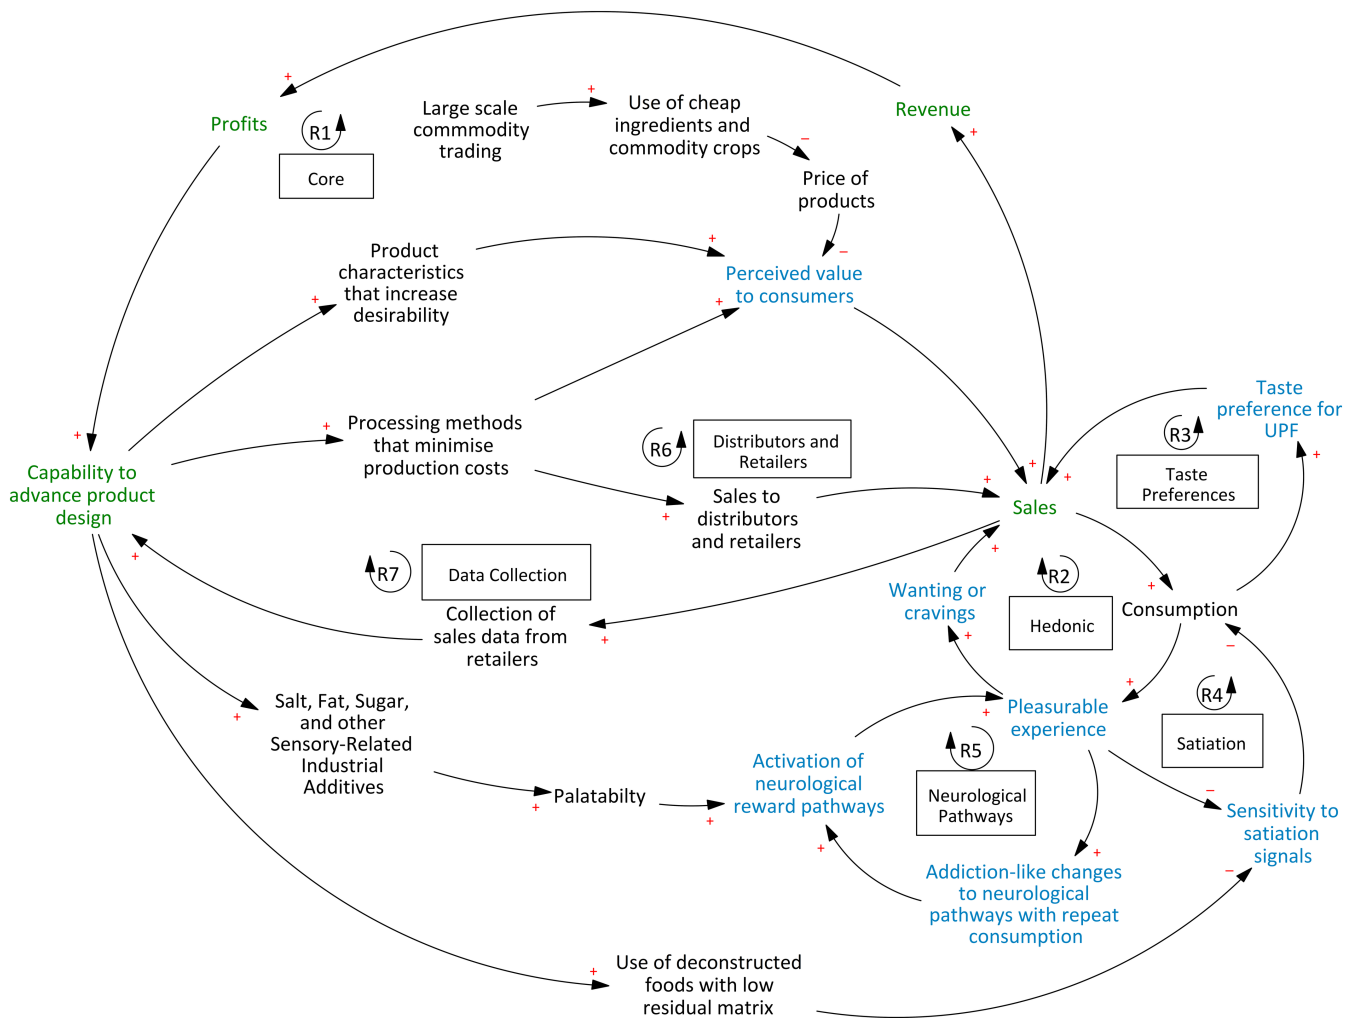 +
Profits
R1
Core
Large scale
commmodity
trading
+
Use of cheap
ingredients and
commodity crops
–
Price of
products
–
Revenue
+
Product
characteristics
that increase
desirability
+
+
Perceived value
to consumers
+
Taste
preference for
UPF
+
R3
Taste
Preferences
+
Capability to
advance product
design
+
Processing methods
that minimise
production costs
R6
Distributors and
Retailers
+
Sales to
distributors
and retailers
+
+
+
Sales
+
R7
Data Collection
Collection of
sales data from
retailers
+
+
Wanting or
cravings
+
R2
Hedonic
+
Consumption
–
+
Salt, Fat, Sugar,
and other
Sensory-Related
Industrial
Additives
+
+
Palatabilty
+
Activation of
neurological
reward pathways
+
+
Pleasurable
experience
R4
Satiation
R5
Neurological
Pathways
–
Sensitivity to
satiation
signals
–
+
Addiction-like changes
to neurological
pathways with repeat
consumption
+
Use of deconstructed
foods with low
residual matrix